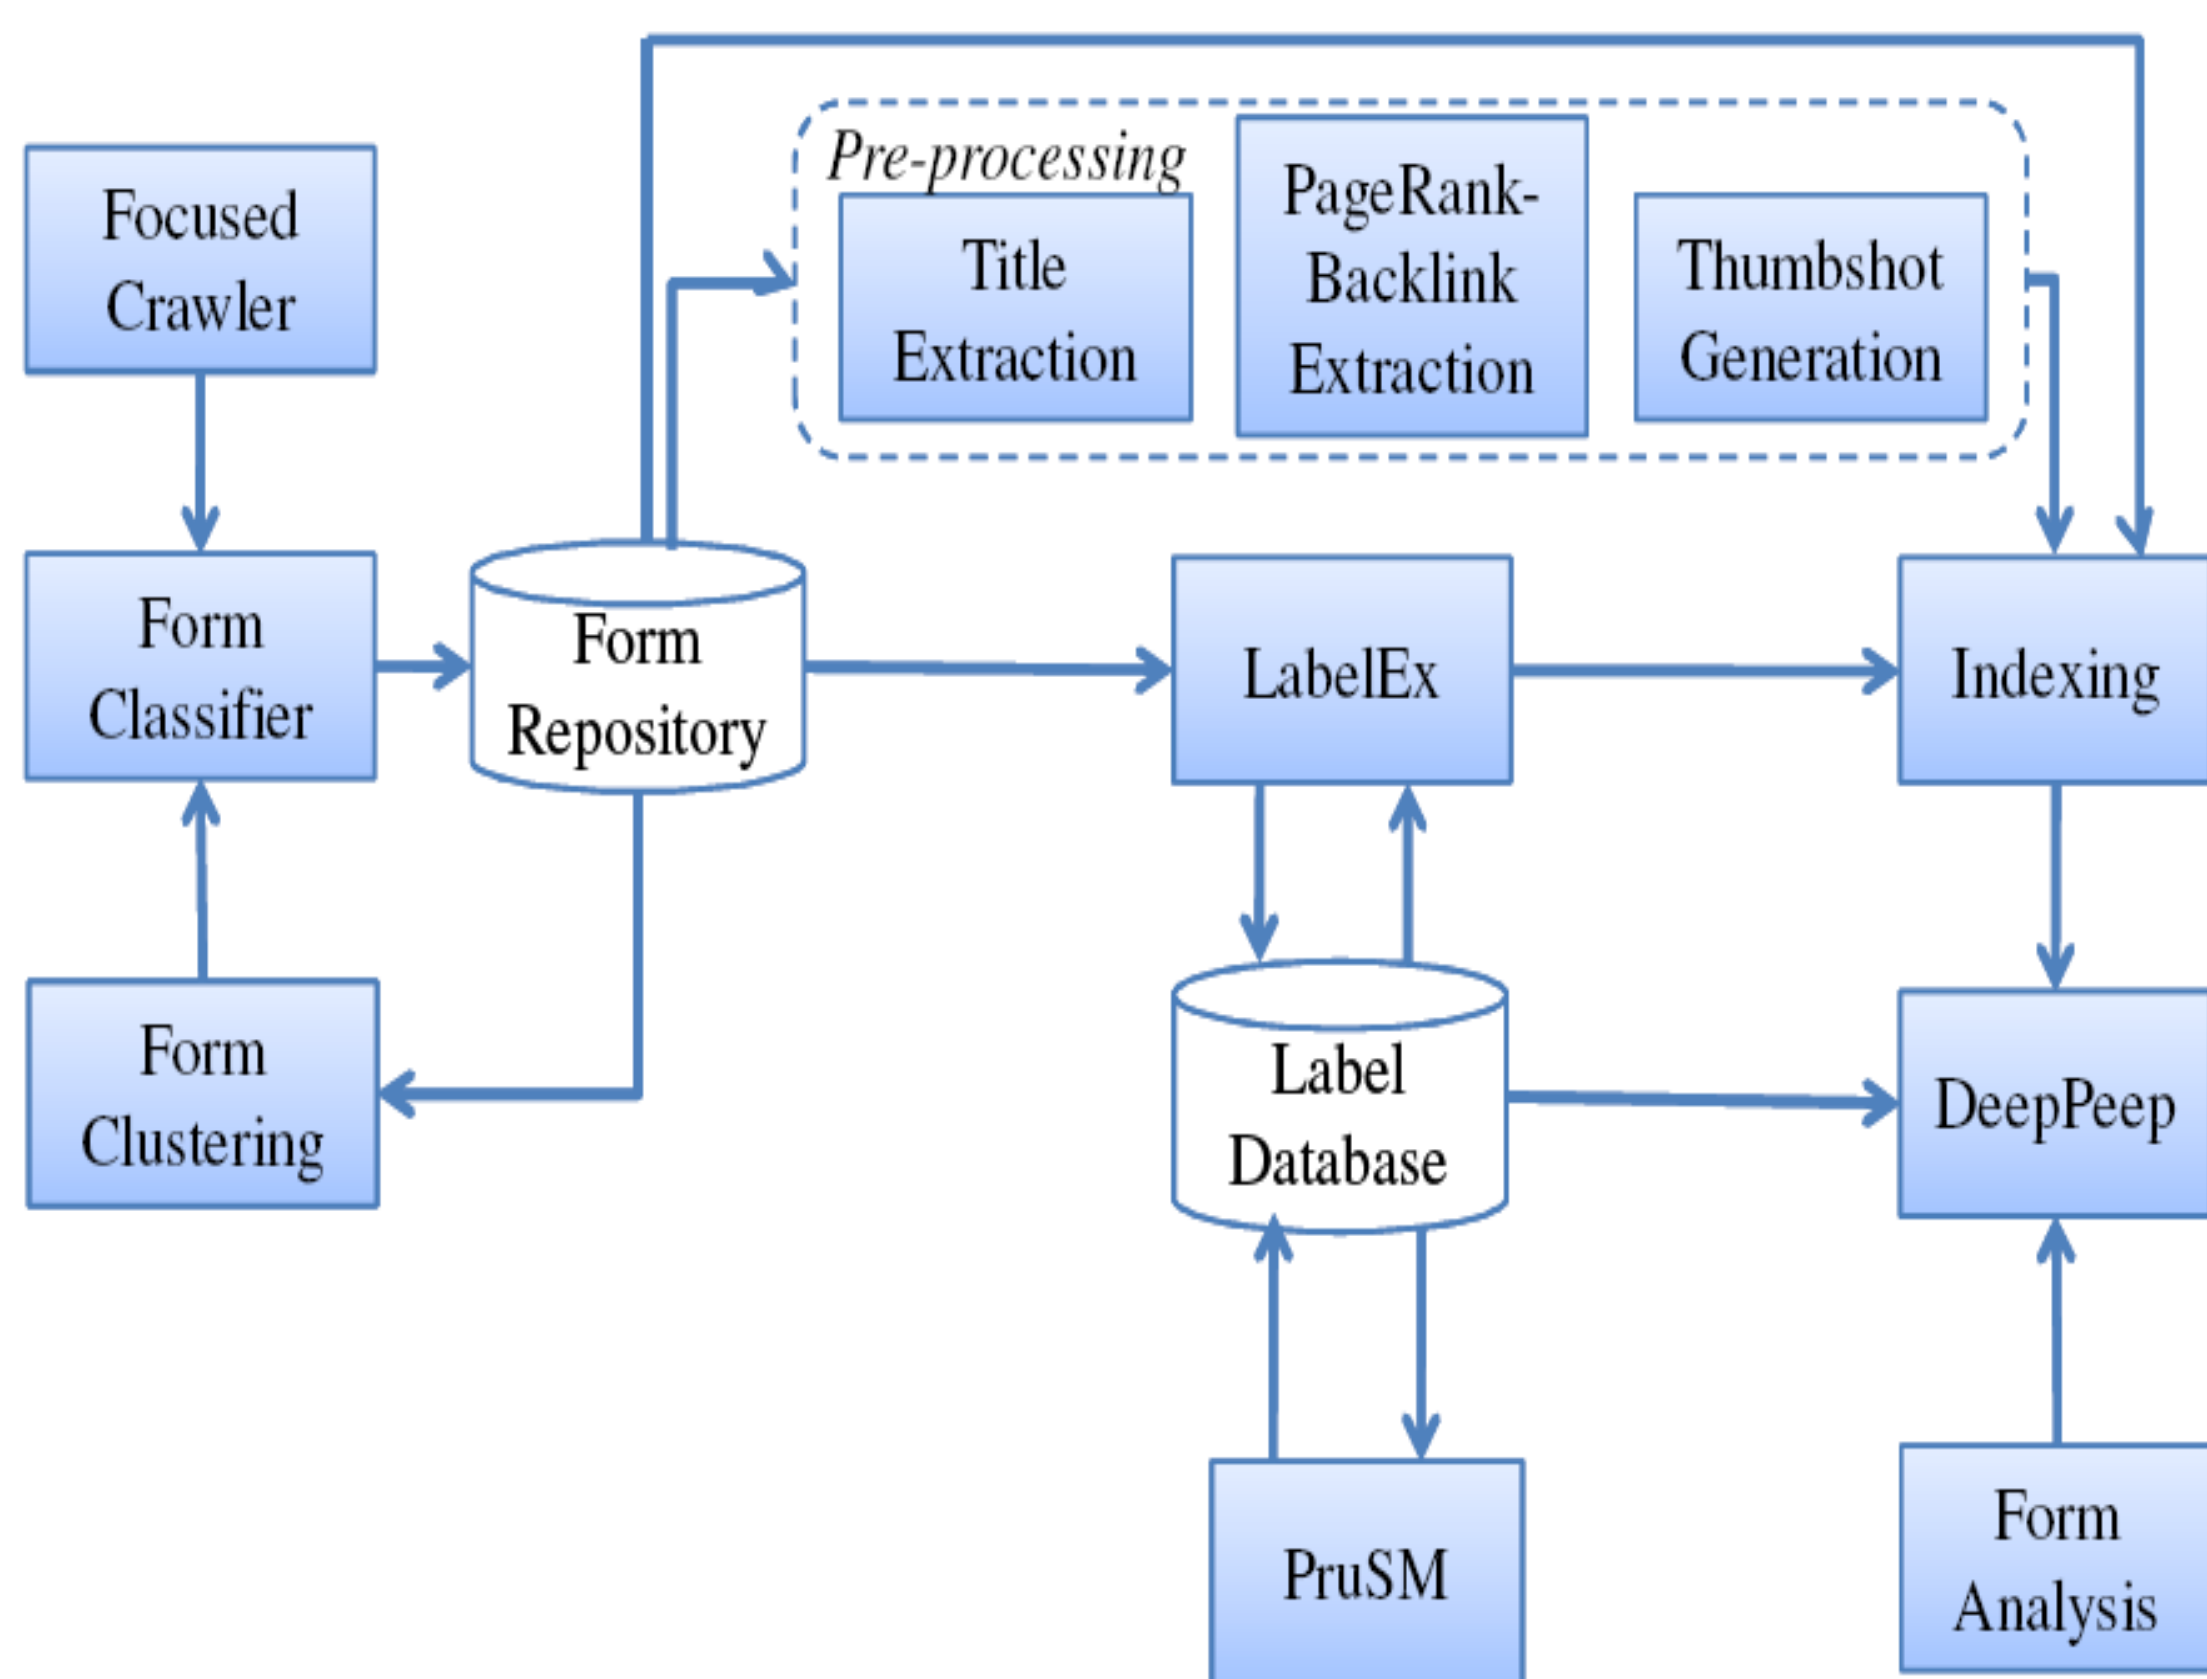 Pre-processing
Focused
Crawler
Title
Extraction
PageRank-
Backlink
Extraction
Thumbshot
Generation
Form
Classifier
Form
Repository
LabelEx
Indexing
Form
Clustering
Label
Database
DeepPeep
PruSM
Form
Analysis